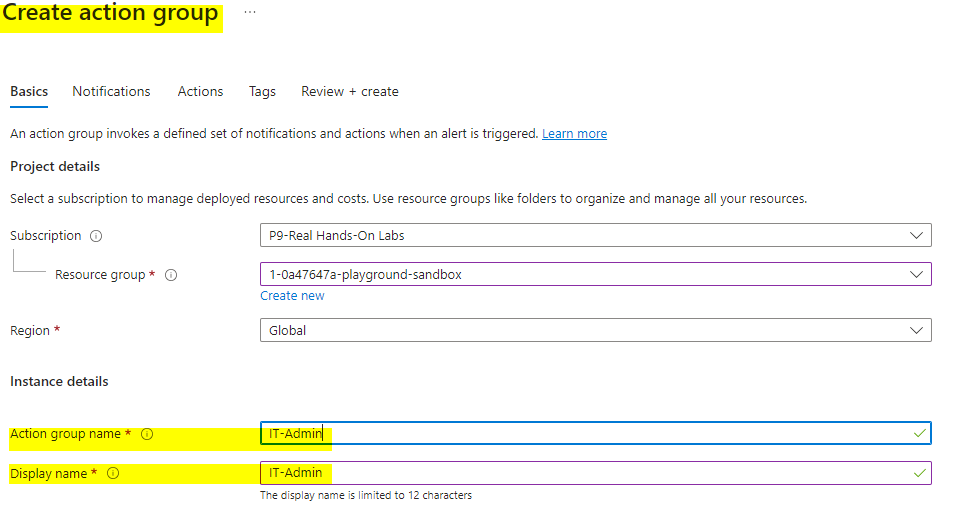 Create action group ...
Basics Notifications Actions Tags Review + create
An action group invokes a defined set of notifications and actions when an alert is triggered. Learn more
Project details
Select a subscription to manage deployed resources and costs. Use resource groups like folders to organize and manage all your resources.
Subscription P9-Real Hands-On Labs
Resource group * 1-0a47647a-playground-sandbox
Create new
Region * Global
Instance details
Action group name * IT-Admin
Display name * IT-Admin
The display name is limited to 12 characters